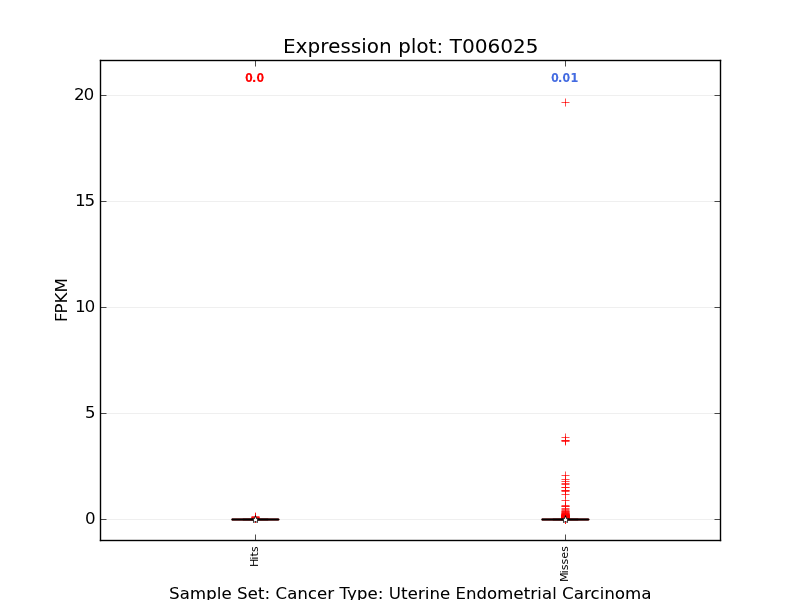 Expression plot: T006025
0.0
0.01
20
15
10
5
0
FPKM
Hits
Misses
Sample Set: Cancer Type: Uterine Endometrial Carcinoma